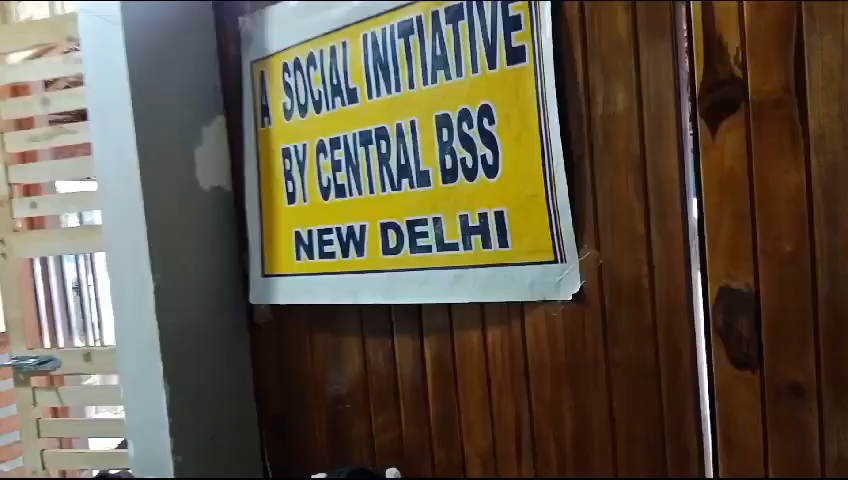 A SOCIAL INITIATIVE
BY CENTRAL BSS
NEW DELHI